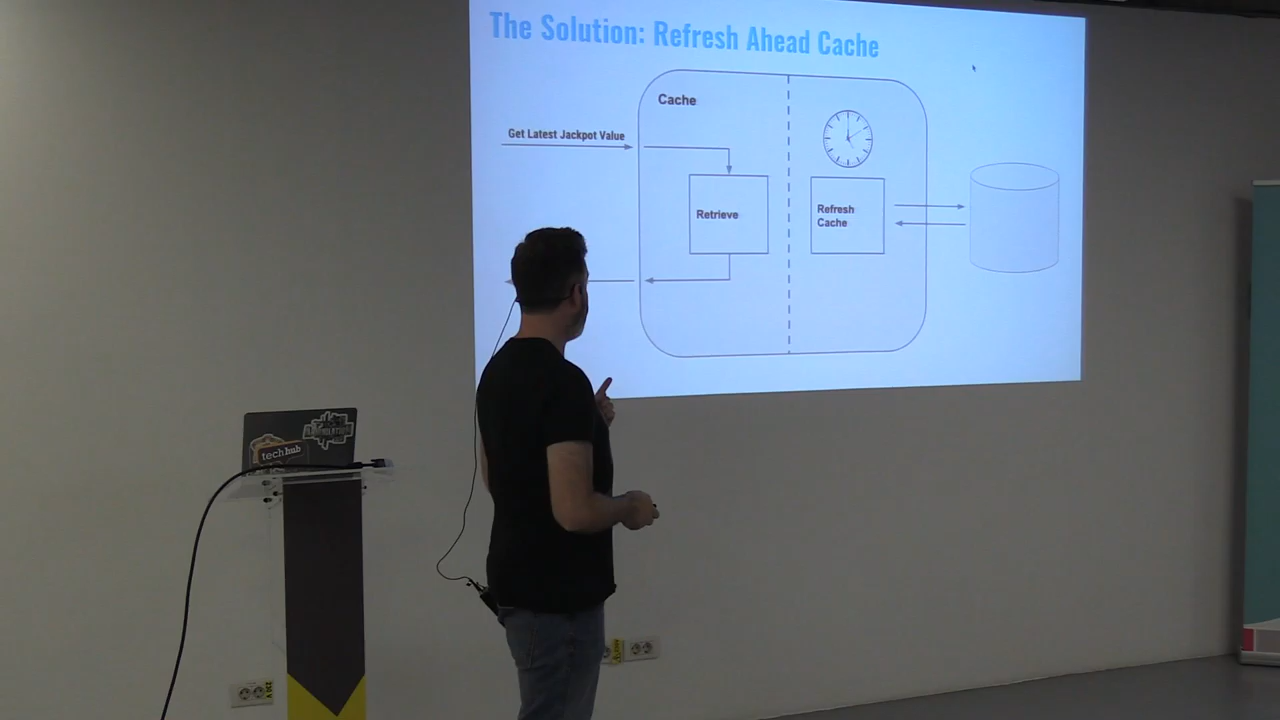 The Solution: Refresh Ahead Cache
Cache
Get Latest Jackpot Value
Retrieve
Refresh
Cache
techhub